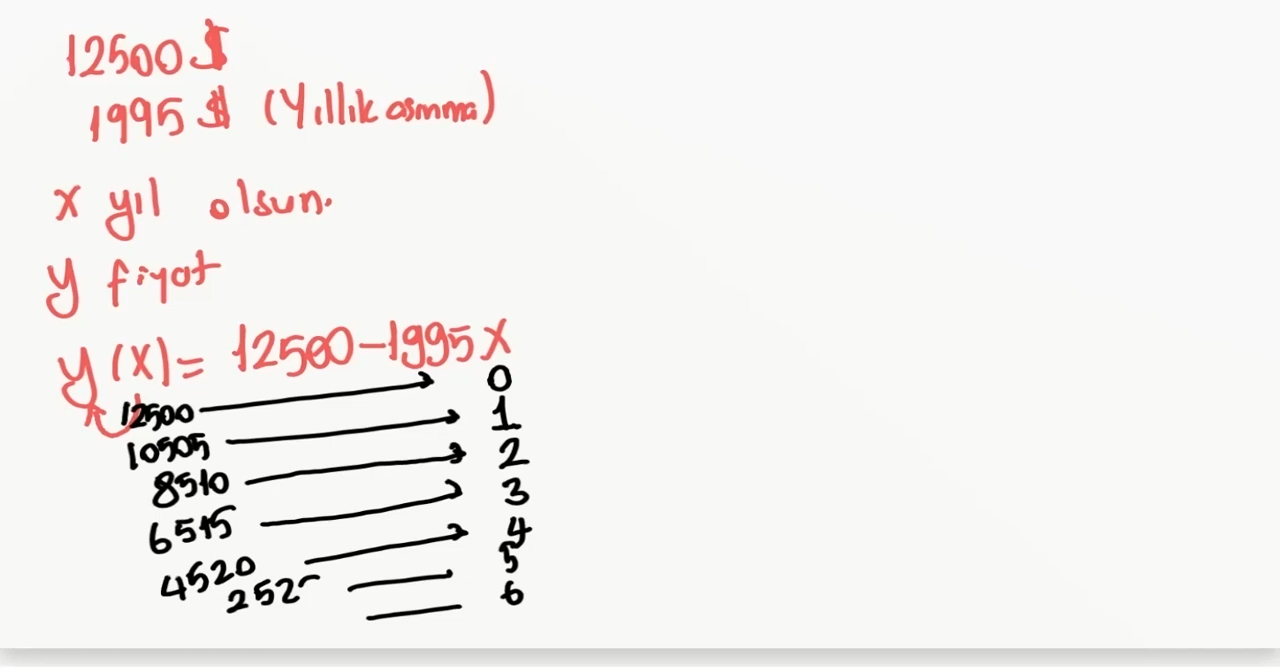 12500 $
1995 $ (Yıllık aşınma)
x yıl olsun.
y fiyat
y(x) = 12500-1995x
12500 → 0
10505 → 1
8510 → 2
6515 → 3
4520 → 4
252 5
6